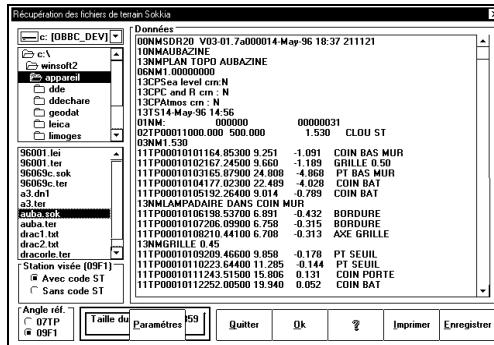 Récupération des fichiers de terrain Sokkia
c: [OBBC_DEV]
c:\
winsoft2
appareil
dde
ddechare
geodat
leica
limoges
96001.lei
96001.ter
96069c.sok
96069c.ter
a3.dn1
a3.ter
auba.sok
auba.ter
drac1.txt
drac2.txt
dracorle.ter
Station visée (09F1)
Avec code ST
Sans code ST
Angle réf.
07TP
09F1
Données
00NMSDR20 V03-01.7a000014-May-96 18:37 211121
10NMAUBAZINE
13NMPLAN TOPO AUBAZINE
06NM1.00000000
13CPSea level crn:N
13CPC and R crn : N
13CPAtmos crn : N
13TS14-May-96 14:56
01NM: 000000 00000031
02TP00011000.000 500.000 1.530 CLOU ST
03NM1.530
11TP00010101164.85300 9.251 -1.091 COIN BAS MUR
11TP00010102167.24500 9.660 -1.189 GRILLE 0.50
11TP00010103165.87900 24.808 -4.868 PT BAS MUR
11TP00010104177.02300 22.489 -4.028 COIN BAT
11TP00010105192.26400 9.014 -0.789 COIN BAT
13NMLAMPADAIRE DANS COIN MUR
11TP00010106198.53700 6.891 -0.432 BORDURE
11TP00010107206.09900 6.758 -0.315 BORDURE
11TP00010108210.44100 6.708 -0.313 AXE GRILLE
13NMGRILLE 0.45
11TP00010109209.46600 9.858 -0.178 PT SEUIL
11TP00010110223.64400 11.285 -0.144 PT SEUIL
11TP00010111243.51500 15.806 0.131 COIN PORTE
11TP00010112252.00500 19.940 0.052 COIN BAT
Taille du 359
Paramétres
Quitter
Ok
?
Imprimer
Enregistrer